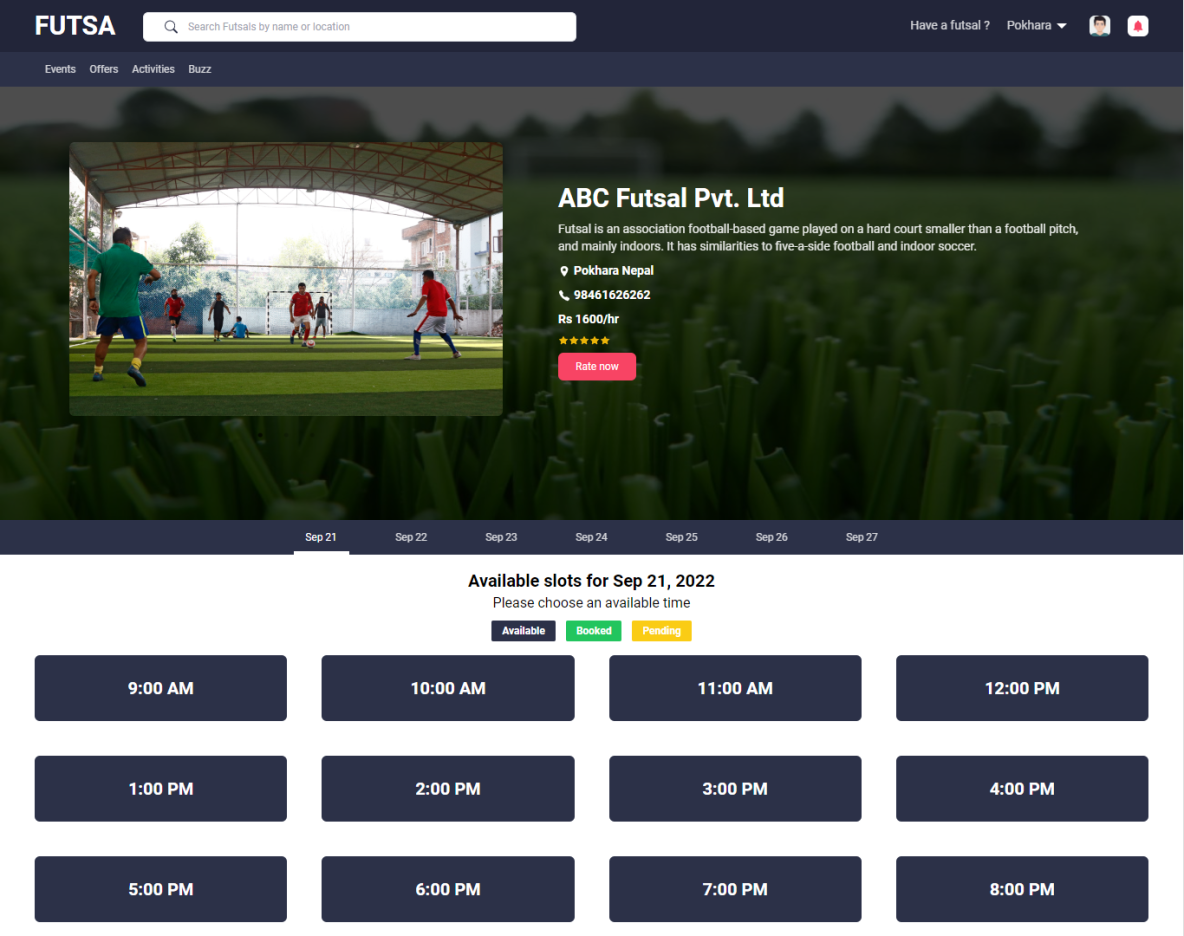 FUTSA
Search Futsals by name or location
Have a futsal ?
Pokhara
Events
Offers
Activities
Buzz
ABC Futsal Pvt. Ltd
Futsal is an association football-based game played on a hard court smaller than a football pitch,
and mainly indoors. It has similarities to five-a-side football and indoor soccer.
Pokhara Nepal
98461626262
Rs 1600/hr
Rate now
Sep 21
Sep 22
Sep 23
Sep 24
Sep 25
Sep 26
Sep 27
Available slots for Sep 21, 2022
Please choose an available time
Available
Booked
Pending
9:00 AM
10:00 AM
11:00 AM
12:00 PM
1:00 PM
2:00 PM
3:00 PM
4:00 PM
5:00 PM
6:00 PM
7:00 PM
8:00 PM